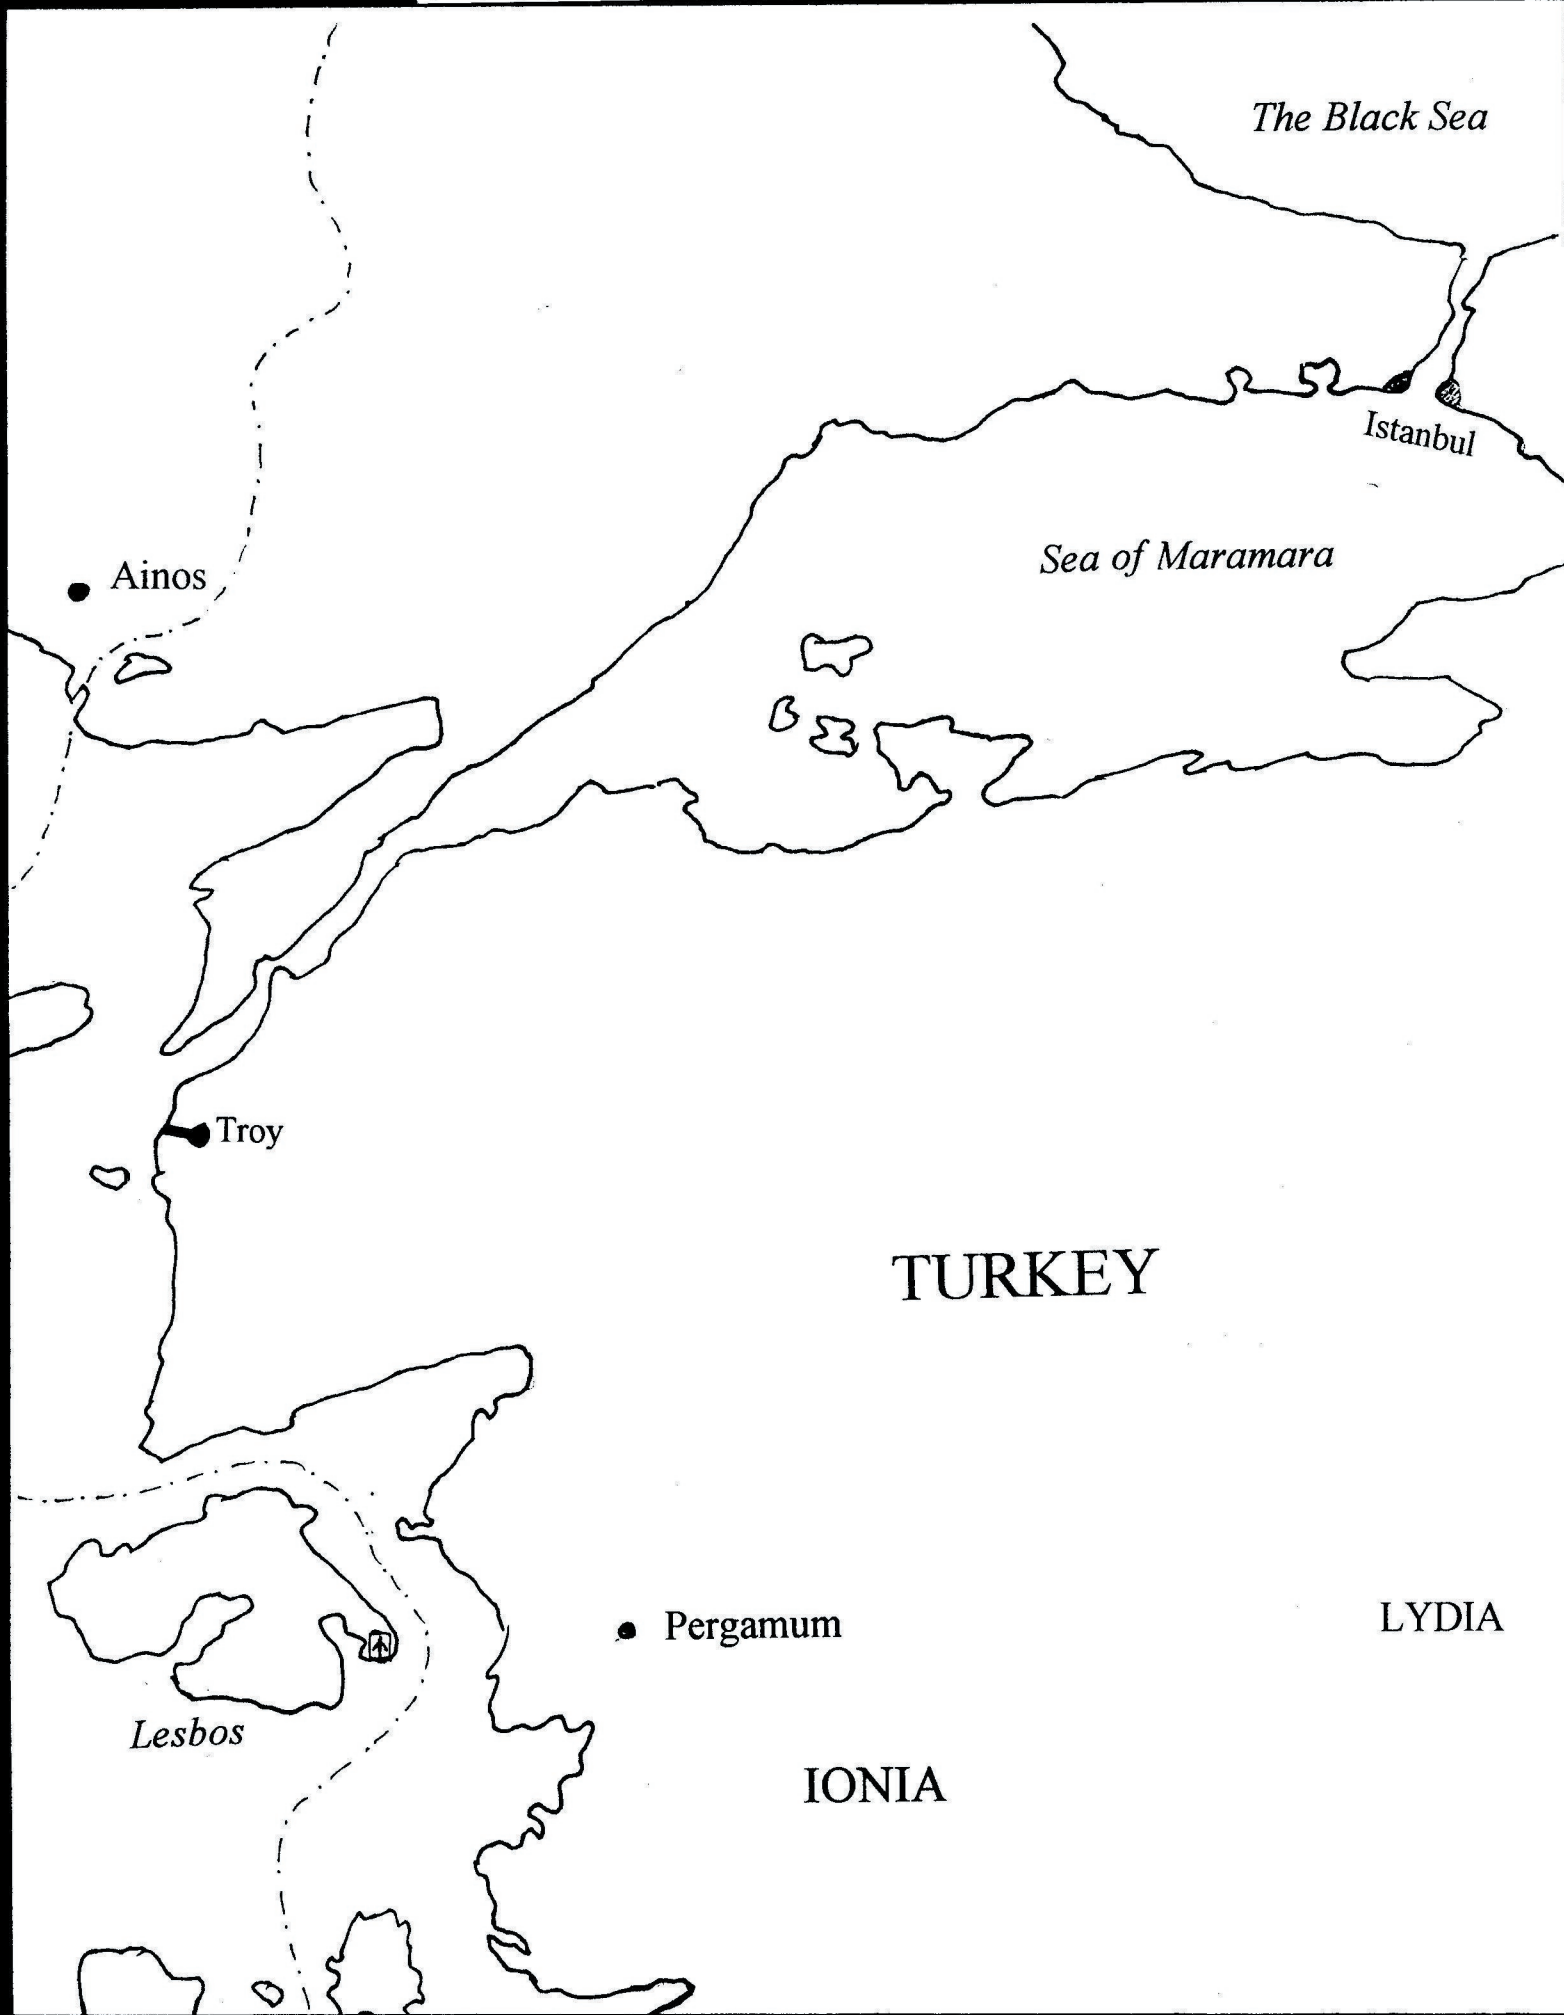 The Black Sea
Istanbul
Sea of Maramara
Ainos
Troy
TURKEY
Pergamum
LYDIA
Lesbos
IONIA